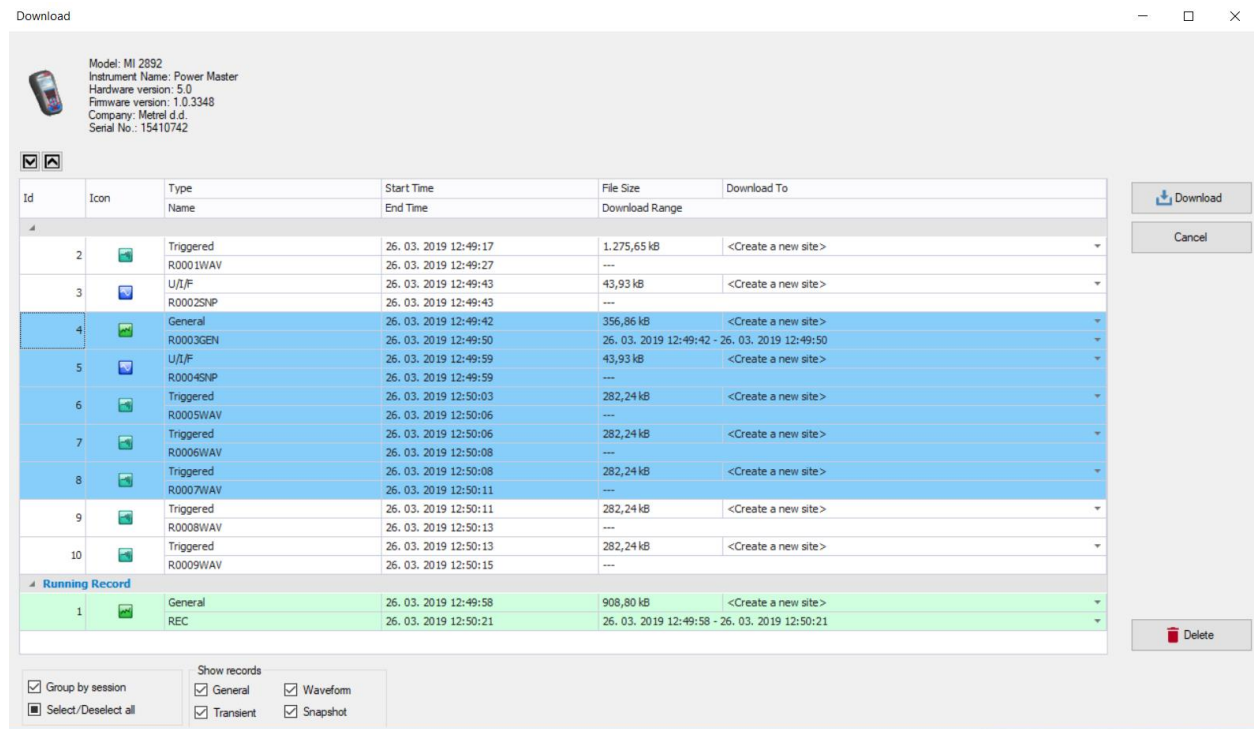 Download
Model: MI 2892
Instrument Name: Power Master
Hardware version: 5.0
Firmware version: 1.0.3348
Company: Metrel d.d.
Serial No.: 15410742
Id Icon Type Start Time File Size Download To
Name End Time Download Range
Download
Cancel
2 Triggered 26. 03. 2019 12:49:17 1.275,65 kB <Create a new site>
R0001WAV 26. 03. 2019 12:49:27 ---
3 U/I/F 26. 03. 2019 12:49:43 43,93 kB <Create a new site>
R0002SNP 26. 03. 2019 12:49:43 ---
4 General 26. 03. 2019 12:49:42 356,86 kB <Create a new site>
R0003GEN 26. 03. 2019 12:49:50 26. 03. 2019 12:49:42 - 26. 03. 2019 12:49:50
5 U/I/F 26. 03. 2019 12:49:59 43,93 kB <Create a new site>
R0004SNP 26. 03. 2019 12:49:59 ---
6 Triggered 26. 03. 2019 12:50:03 282,24 kB <Create a new site>
R0005WAV 26. 03. 2019 12:50:06 ---
7 Triggered 26. 03. 2019 12:50:06 282,24 kB <Create a new site>
R0006WAV 26. 03. 2019 12:50:08 ---
8 Triggered 26. 03. 2019 12:50:08 282,24 kB <Create a new site>
R0007WAV 26. 03. 2019 12:50:11 ---
9 Triggered 26. 03. 2019 12:50:11 282,24 kB <Create a new site>
R0008WAV 26. 03. 2019 12:50:13 ---
10 Triggered 26. 03. 2019 12:50:13 282,24 kB <Create a new site>
R0009WAV 26. 03. 2019 12:50:15 ---
Running Record
1 General 26. 03. 2019 12:49:58 908,80 kB <Create a new site>
REC 26. 03. 2019 12:50:21 26. 03. 2019 12:49:58 - 26. 03. 2019 12:50:21
Delete
Show records
Group by session General Waveform
Select/Deselect all Transient Snapshot